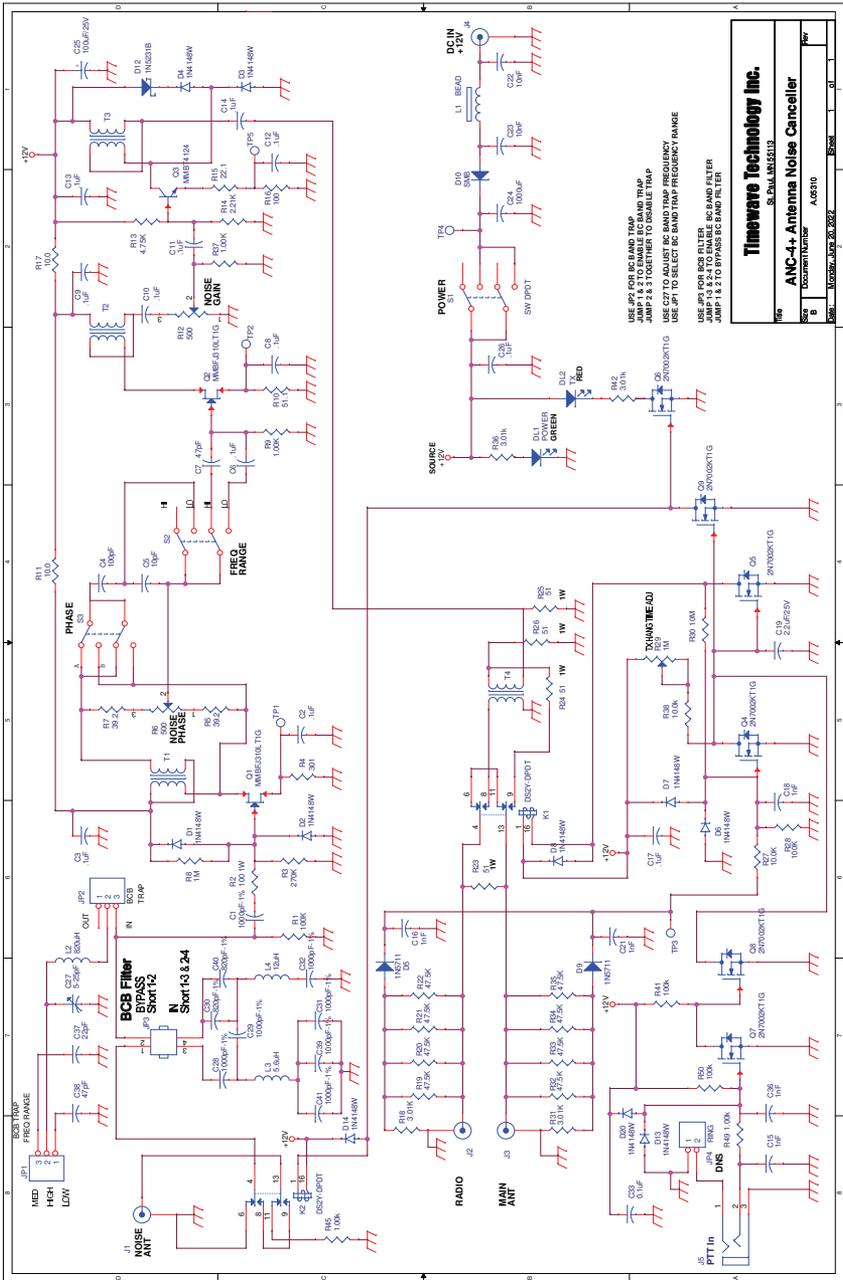 BCB TRAP
FREQ RANGE
JP1
MED
HIGH
LOW
3
2
1
C38
47pF
C37
22pF
C27
5-25pF
L2
820uH
OUT
IN
JP2
1
2
3
BCB
TRAP
BCB Filter
BYPASS
Short 1-2
IN
Short 1-3 & 2-4
JP3
C30
820pF-1%
C40
820pF-1%
C28
1000pF-1%
C29
1000pF-1%
L4
12uH
C32
1000pF-1%
L3
5.6uH
C41
1000pF-1%
C39
1000pF-1%
C31
1000pF-1%
J1
NOISE
ANT
K2
DS2Y-DPDT
R45
1.00k
+12V
D14
1N4148W
C3
.1uF
R8
1M
D1
1N4148W
C1
R2
R1
100K
R3
270K
D2
1N4148W
Q1
MMBFJ310LT1G
T1
R4
301
C2
.1uF
TP1
R7
39.2
R6
500
R5
39.2
NOISE
PHASE
PHASE
S3
A
B
C4
100pF
C5
10pF
R11
10.0
S2
HI
LO
HI
LO
FREQ
RANGE
C7
47pF
C6
.1uF
R9
1.00K
Q2
MMBFJ310LT1G
R10
51.1
C8
.1uF
TP2
T2
C9
.1uF
C10
.1uF
R12
500
NOISE
GAIN
R17
10.0
R13
4.75K
C11
.1uF
R37
1.00K
R14
2.21K
C13
.1uF
+12V
Q3
MMBT4124
R15
22.1
R16
100
TP5
C12
.1uF
T3
C14
.1uF
C25
100uF/25V
D12
1N5231B
D4
1N4148W
D3
1N4148W
RADIO
J2
R18
3.01K
R19
47.5K
R20
47.5K
R21
47.5K
R22
47.5K
D5
1N5711
C16
1nF
MAIN
ANT
J3
R31
3.01K
R32
47.5K
R33
47.5K
R34
47.5K
R35
47.5K
D9
1N5711
C21
1nF
TP3
R23
51
1W
K1
DS2Y-DPDT
D8
1N4148W
T4
R24 51
1W
R26
51
1W
R25
51
1W
SOURCE
+12V
R36
3.01k
DL1
POWER
GREEN
DL2
TX
RED
R42
3.01k
Q6
2N7002KT1G
C26
.1uF
POWER
S1
SW DPDT
TP4
C24
1000uF
D10
SMB
C23
10nF
L1
BEAD
C22
10nF
DC IN
+12V
J4
J5
PTT In
C33
0.1uF
D20
1N4148W
D13
1N4148W
JP4
RING
DNS
C15
1nF
R49 1.00k
C36
1nF
R50
100k
+12V
R41
100k
Q7
2N7002KT1G
Q8
2N7002KT1G
+12V
C17
.1uF
D7
1N4148W
D6
1N4148W
R27
10.0K
R28
100K
C18
1nF
Q4
2N7002KT1G
R38
10.0k
TX HANG TIME ADJ
R29
1M
R30 10M
C19
2.2uF/25V
Q5
2N7002KT1G
Q9
2N7002KT1G
USE JP2 FOR BC BAND TRAP
JUMP 1 & 2 TO ENABLE BC BAND TRAP
JUMP 2 & 3 TOGETHER TO DISABLE TRAP
USE C27 TO ADJUST BC BAND TRAP FREQUENCY
USE JP1 TO SELECT BC BAND TRAP FREQUENCY RANGE
USE JP3 FOR BCB FILTER
JUMP 1-3 & 2-4 TO ENABLE BC BAND FILTER
JUMP 1 & 2 TO BYPASS BC BAND FILTER
Timewave Technology Inc.
St. Paul, MN 55113
Title
ANC-4+ Antenna Noise Canceller
Size
B
Document Number
A.05310
Rev
Date:
Monday, June 20, 2022
Sheet
1
of
1